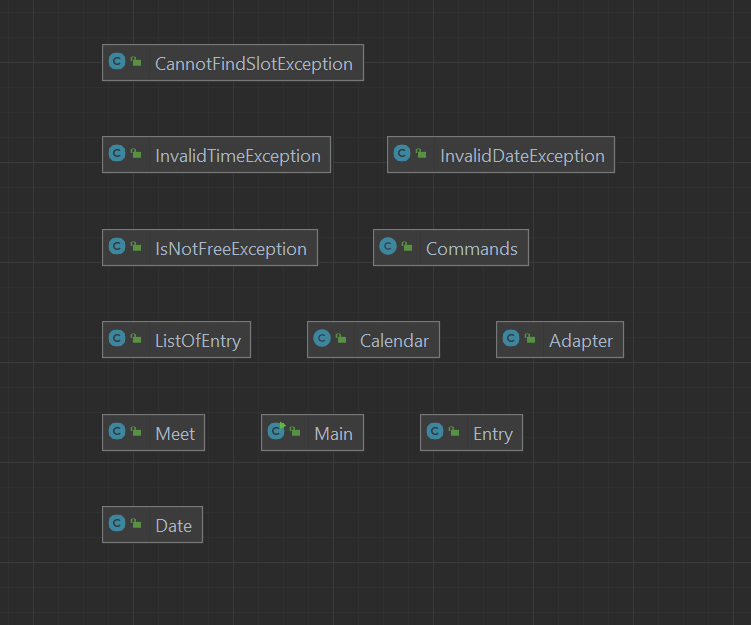 CannotFindSlotException
InvalidTimeException InvalidDateException
IsNotFreeException Commands
ListOfEntry Calendar Adapter
Meet Main Entry
Date